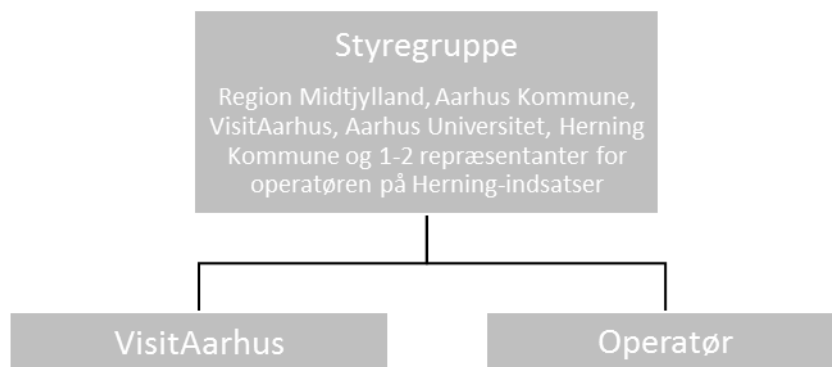 Styregruppe
Region Midtjylland, Aarhus Kommune,
VisitAarhus, Aarhus Universitet, Herning
Kommune og 1-2 repræsentanter for
operatøren på Herning-indsatser
VisitAarhus
Operatør